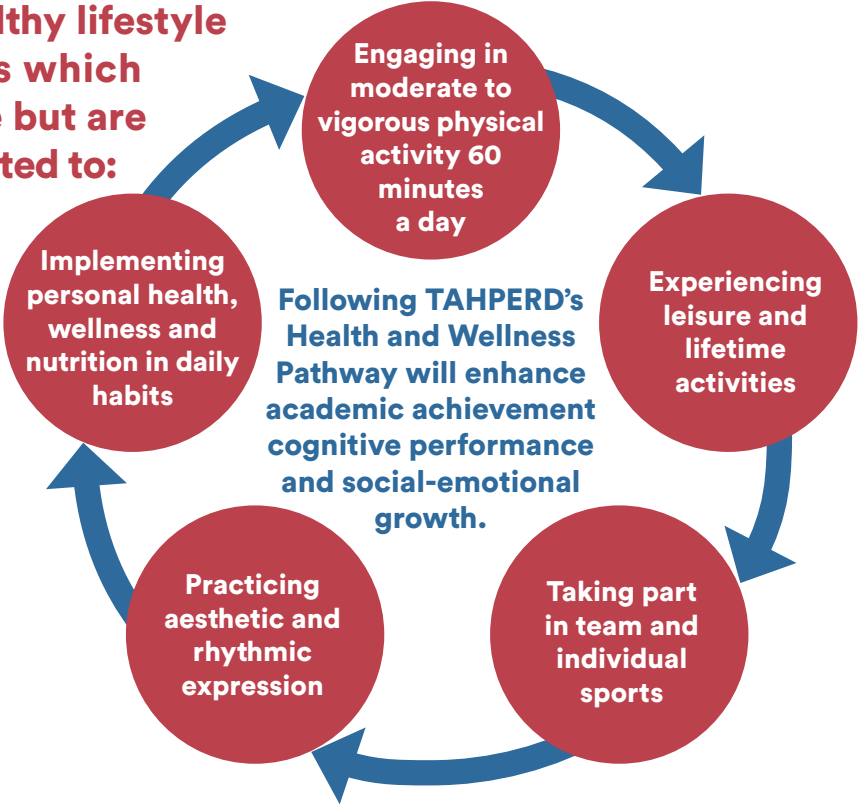 lthy lifestyle
s which
e but are
ted to:
Engaging in
moderate to
vigorous physical
activity 60
minutes
a day
Experiencing
leisure and
lifetime
activities
Taking part
in team and
individual
sports
Practicing
aesthetic and
rhythmic
expression
Implementing
personal health,
wellness and
nutrition in daily
habits
Following TAHPERD’s
Health and Wellness
Pathway will enhance
academic achievement
cognitive performance
and social-emotional
growth.